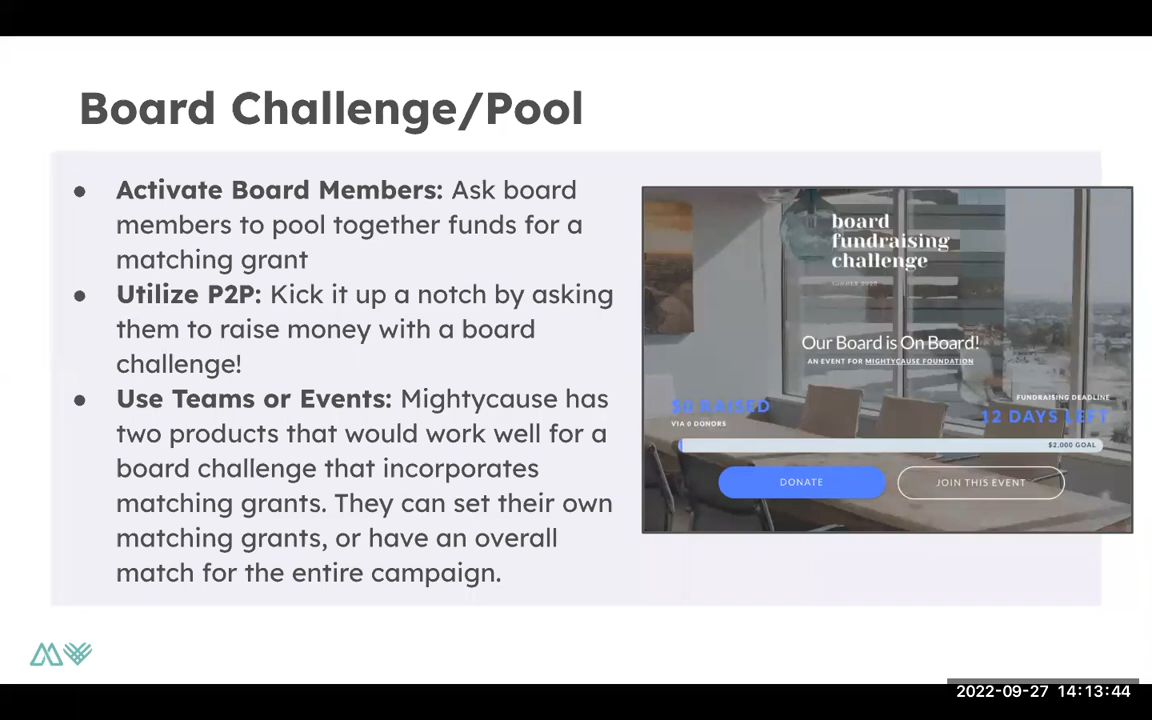 Board Challenge/Pool
● Activate Board Members: Ask board
members to pool together funds for a
matching grant
● Utilize P2P: Kick it up a notch by asking
them to raise money with a board
challenge!
● Use Teams or Events: Mightycause has
two products that would work well for a
board challenge that incorporates
matching grants. They can set their own
matching grants, or have an overall
match for the entire campaign.
board
fundraising
challenge
Our Board is On Board!
AN EVENT FOR MIGHTYCAUSE FOUNDATION
$0 RAISED
VIA 0 DONORS
FUNDRAISING DEADLINE
12 DAYS LEFT
$2,000 GOAL
DONATE
JOIN THIS EVENT
2022-09-27 14:13:44